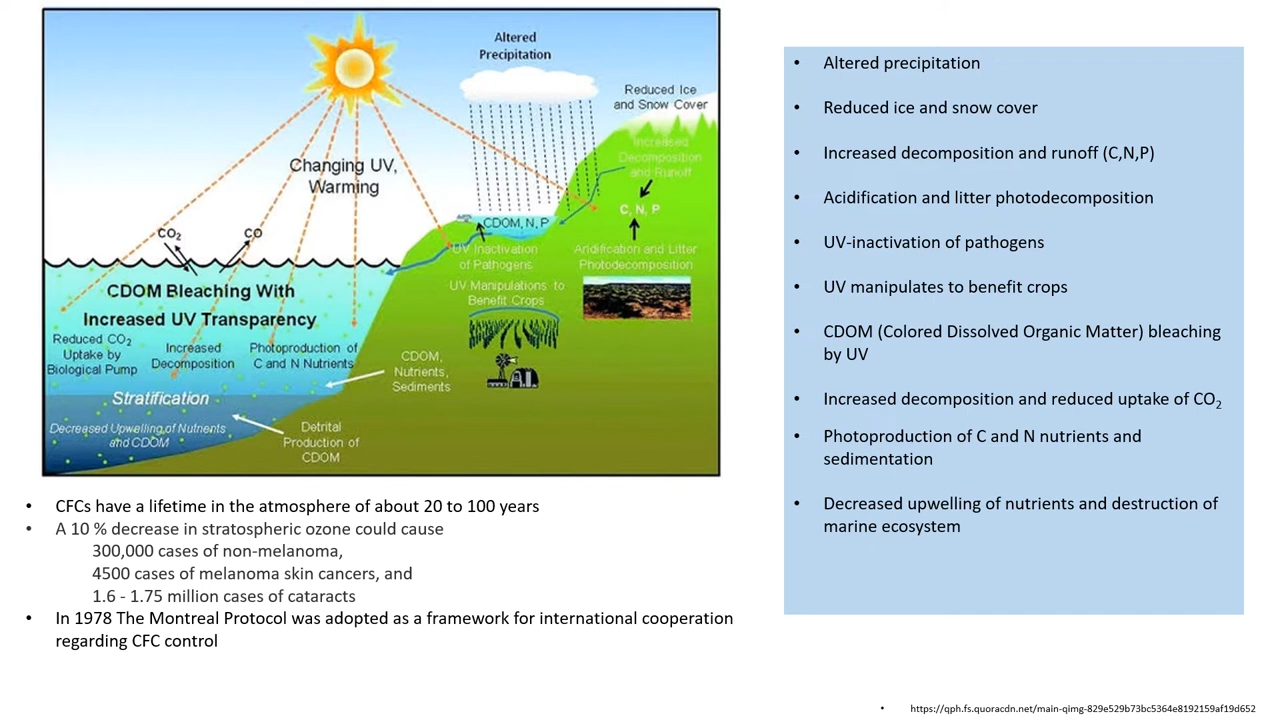 Altered
Precipitation
Reduced Ice
and Snow Cover
Increased
Decomposition
and Runoff
Changing UV,
Warming
C, N, P
CDOM, N, P
CO2
CO
UV Inactivation
of Pathogens
Aridification and Litter
Photodecomposition
CDOM Bleaching With
Increased UV Transparency
UV Manipulations to
Benefit Crops
Reduced CO2
Uptake by
Biological Pump
Increased
Decomposition
Photoproduction of
C and N Nutrients
CDOM,
Nutrients,
Sediments
Stratification
Decreased Upwelling of Nutrients
and CDOM
Detrital
Production of
CDOM
• CFCs have a lifetime in the atmosphere of about 20 to 100 years
• A 10 % decrease in stratospheric ozone could cause
300,000 cases of non-melanoma,
4500 cases of melanoma skin cancers, and
1.6 - 1.75 million cases of cataracts
• In 1978 The Montreal Protocol was adopted as a framework for international cooperation
regarding CFC control
• Altered precipitation
• Reduced ice and snow cover
• Increased decomposition and runoff (C,N,P)
• Acidification and litter photodecomposition
• UV-inactivation of pathogens
• UV manipulates to benefit crops
• CDOM (Colored Dissolved Organic Matter) bleaching
by UV
• Increased decomposition and reduced uptake of CO2
• Photoproduction of C and N nutrients and
sedimentation
• Decreased upwelling of nutrients and destruction of
marine ecosystem
• https://qph.fs.quoracdn.net/main-qimg-829e529b73bc5364e8192159af19d652